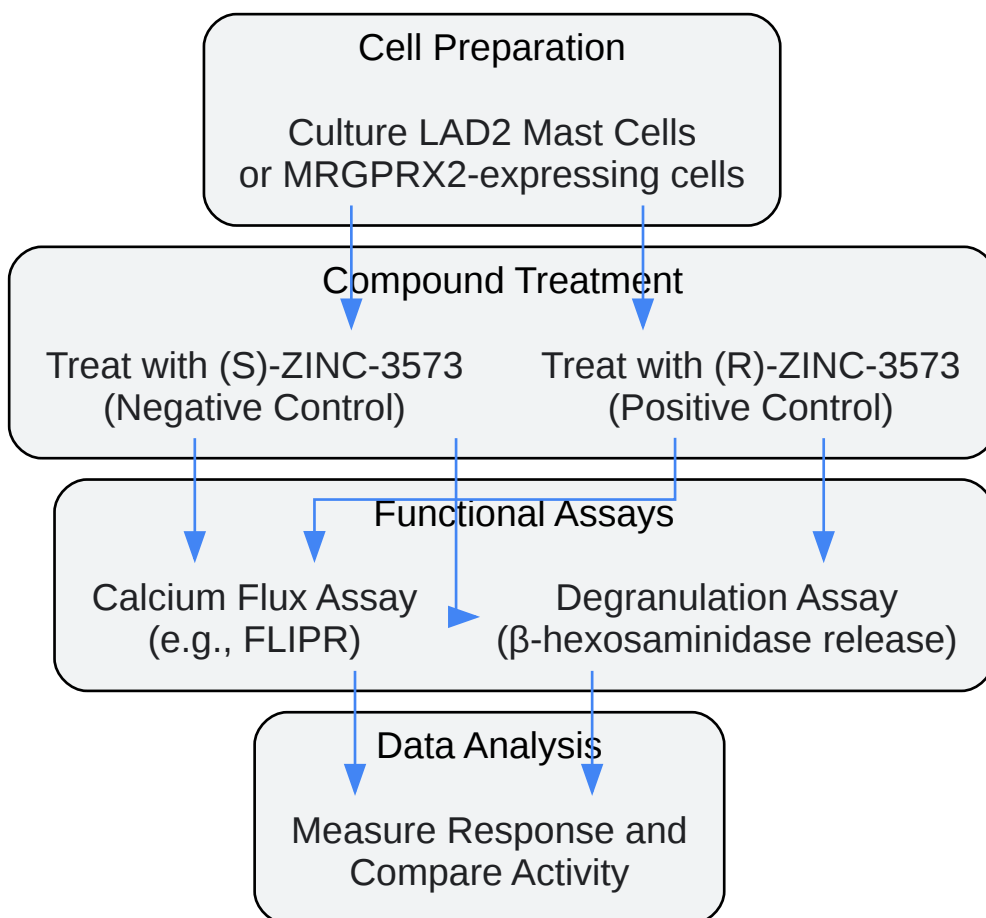 Cell Preparation
Culture LAD2 Mast Cells
or MRGPRX2-expressing cells
Compound Treatment
Treat with (S)-ZINC-3573
(Negative Control)
Treat with (R)-ZINC-3573
(Positive Control)
Functional Assays
Calcium Flux Assay
(e.g., FLIPR)
Degranulation Assay
(β-hexosaminidase release)
Data Analysis
Measure Response and
Compare Activity